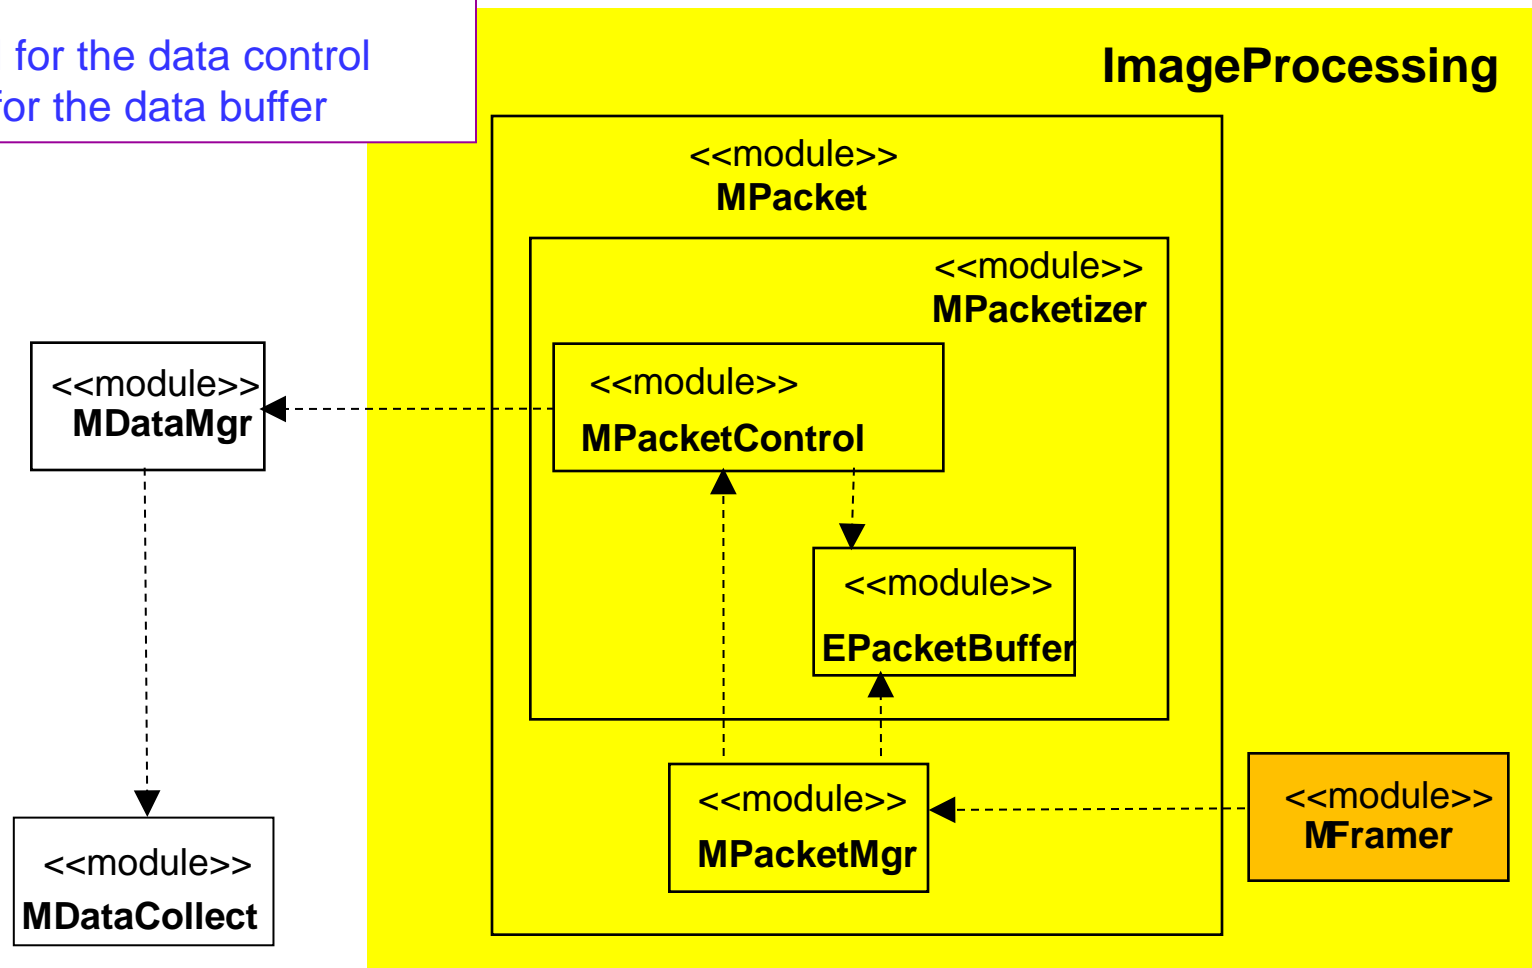 for the data control
for the data buffer
ImageProcessing
<<module>>
MPacket
<<module>>
MPacketizer
<<module>>
MDataMgr
<<module>>
MPacketControl
<<module>>
EPacketBuffer
<<module>>
MPacketMgr
<<module>>
MFramer
<<module>>
MDataCollect